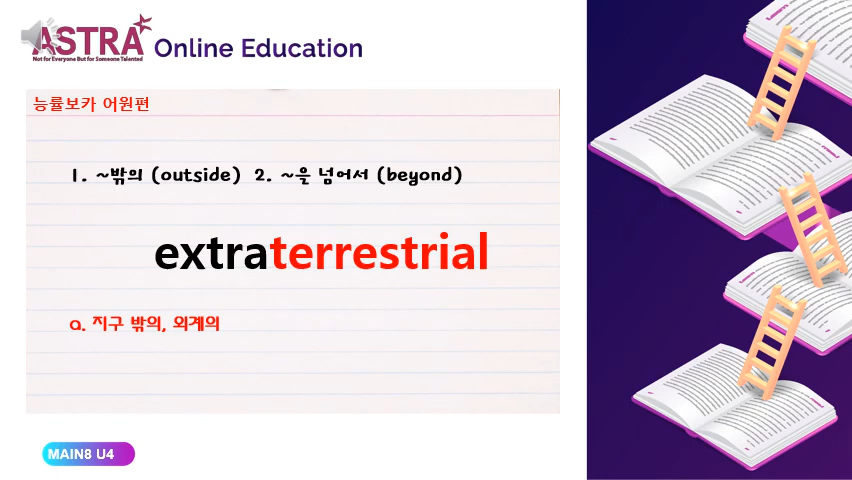 ASTRA
Not for Everyone But for Someone Talented
Online Education
능률보카 어원편
1. ~밖의 (outside) 2. ~을 넘어서 (beyond)
extraterrestrial
a. 지구 밖의, 외계의
MAIN8 U4